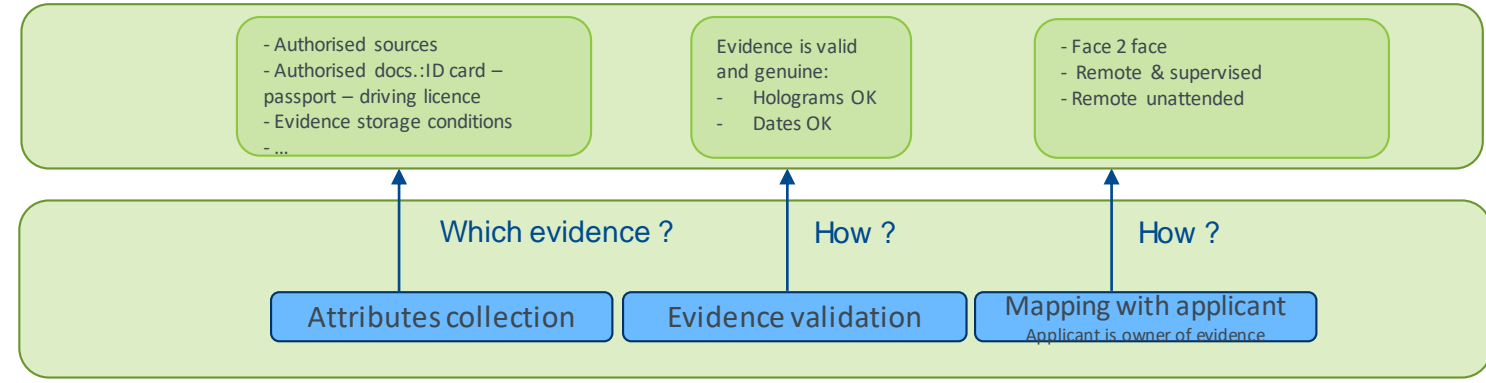 - Authorised sources
- Authorised docs.:ID card –
passport – driving licence
- Evidence storage conditions
- ...
Evidence is valid
and genuine:
- Holograms OK
- Dates OK
- Face 2 face
- Remote & supervised
- Remote unattended
Which evidence ?
How ?
How ?
Attributes collection
Evidence validation
Mapping with applicant
Applicant is owner of evidence